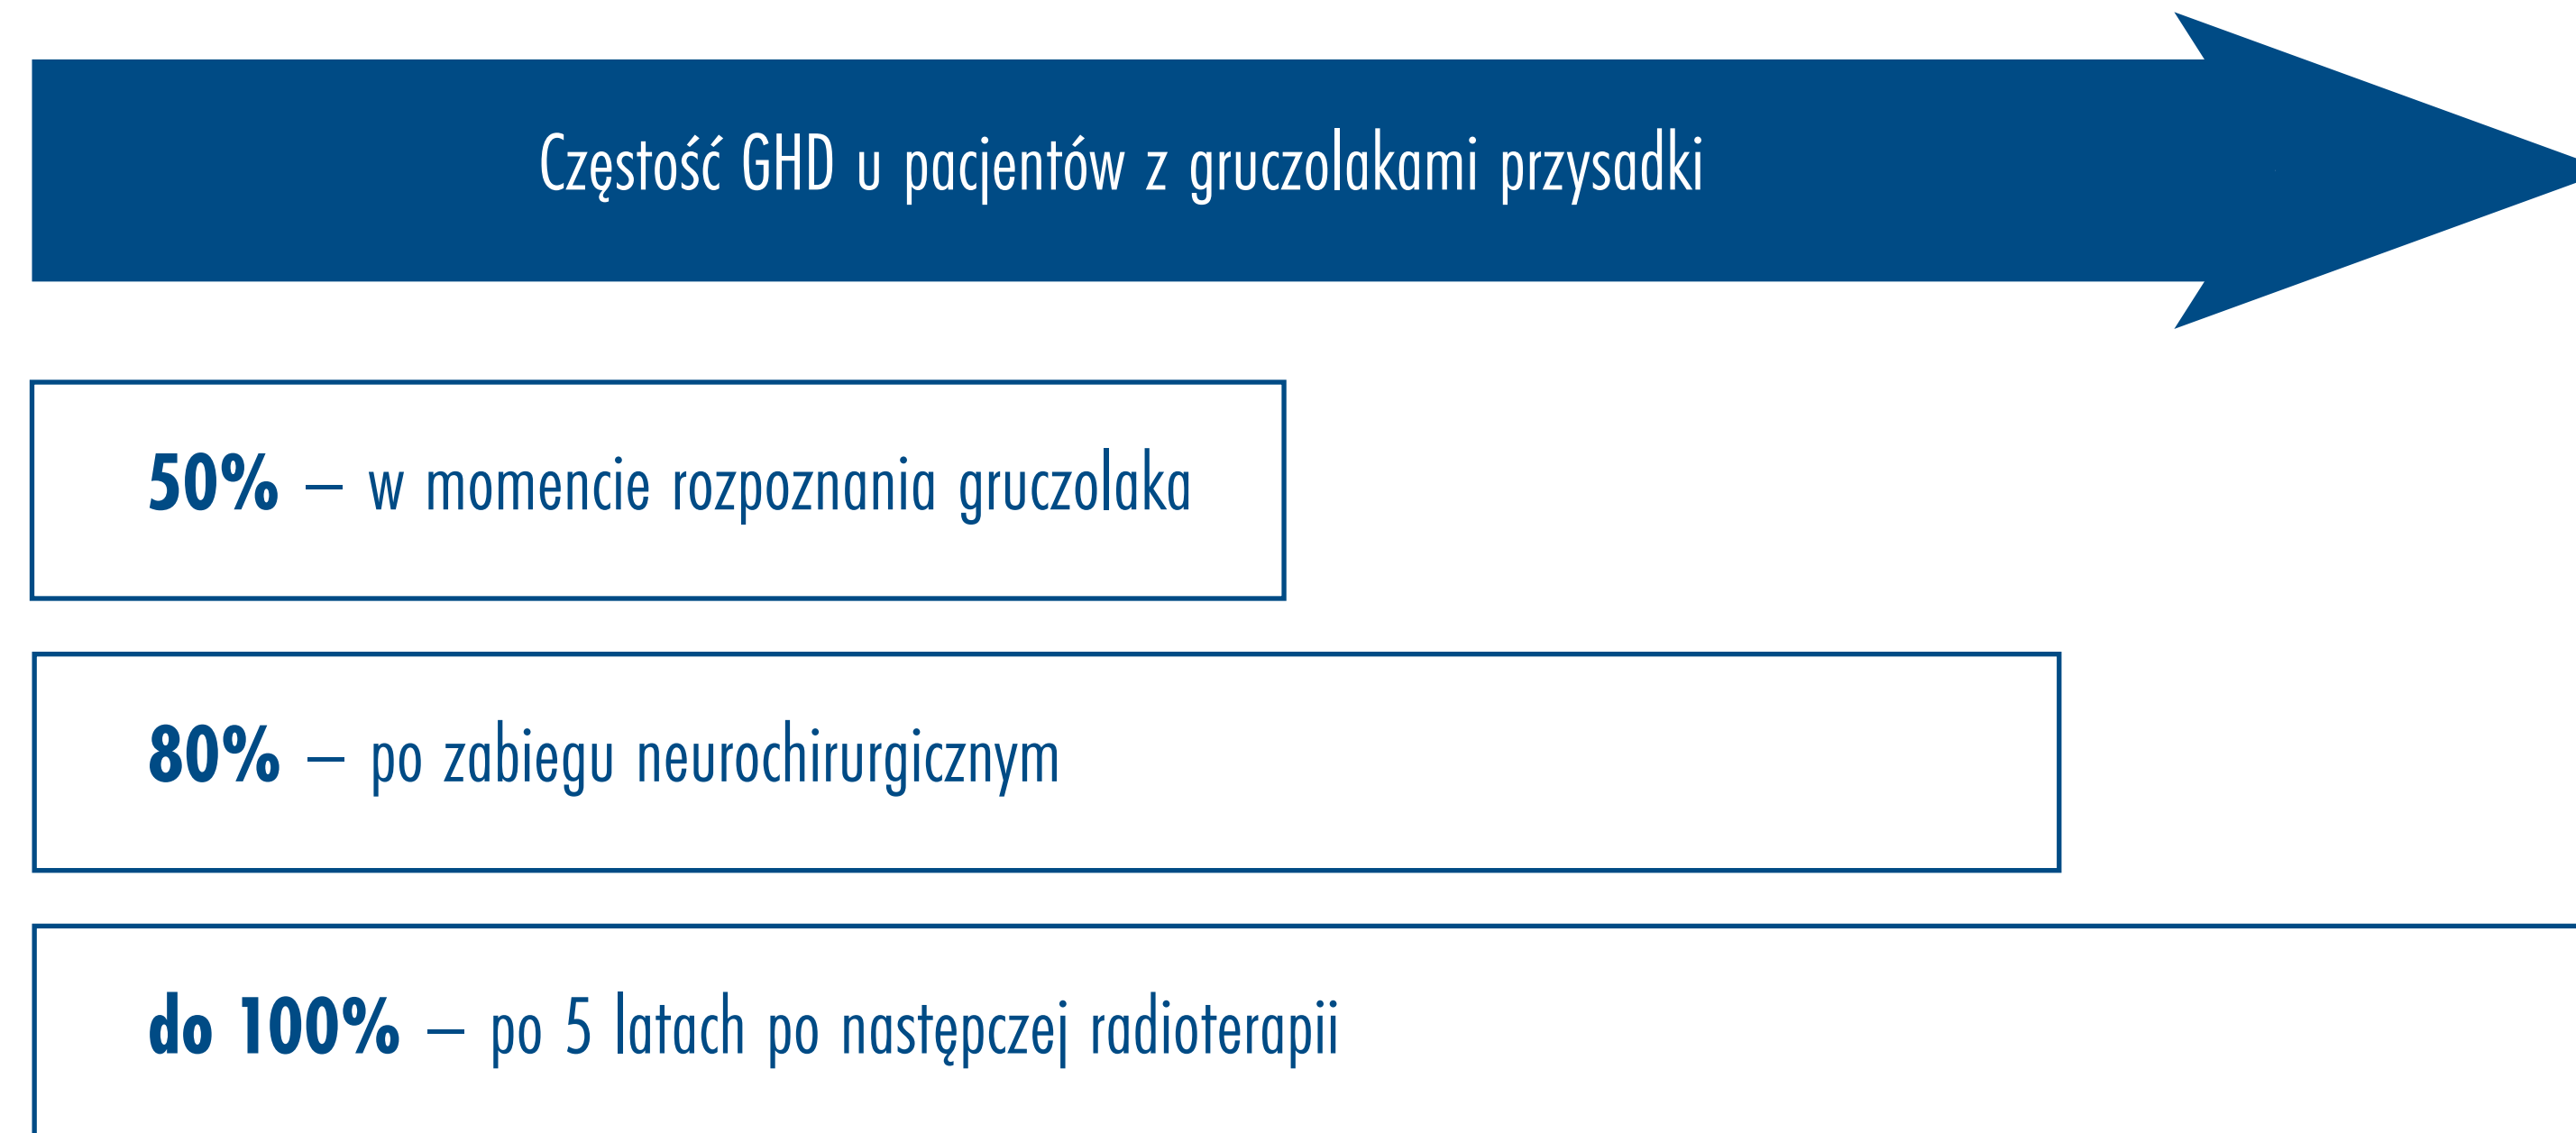 Częstość GHD u pacjentów z gruczolakami przysadki
50% – w momencie rozpoznania gruczolaka
80% – po zabiegu neurochirurgicznym
do 100% – po 5 latach po następczej radioterapii